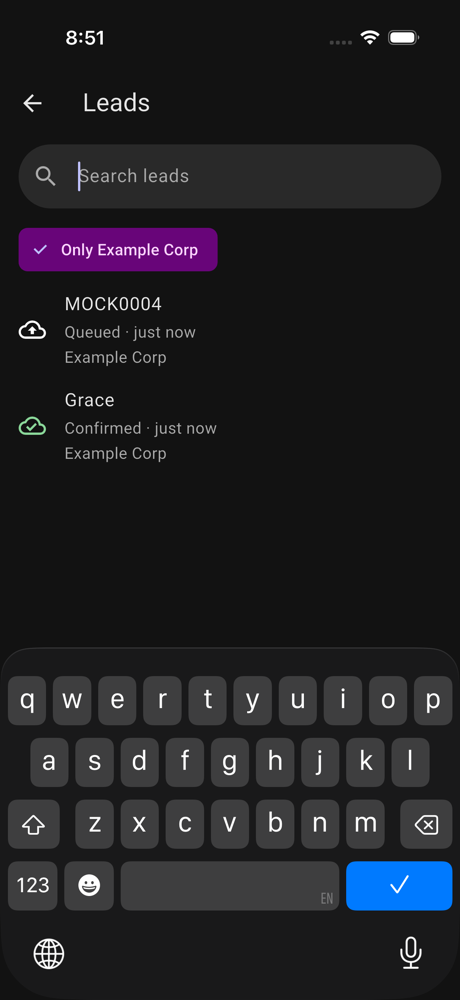 8:51
Leads
Search leads
Only Example Corp
MOCK0004
Queued · just now
Example Corp
Grace
Confirmed · just now
Example Corp
q w e r t y u i o p
a s d f g h j k l
z x c v b n m
123
EN